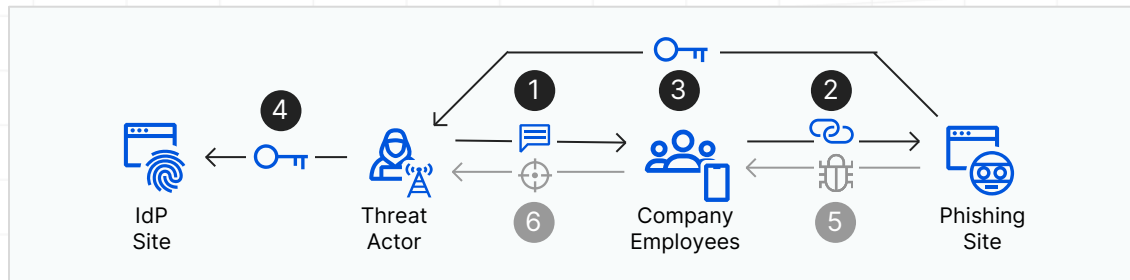 1
3
2
4
6
5
IdP
Site
Threat
Actor
Company
Employees
Phishing
Site